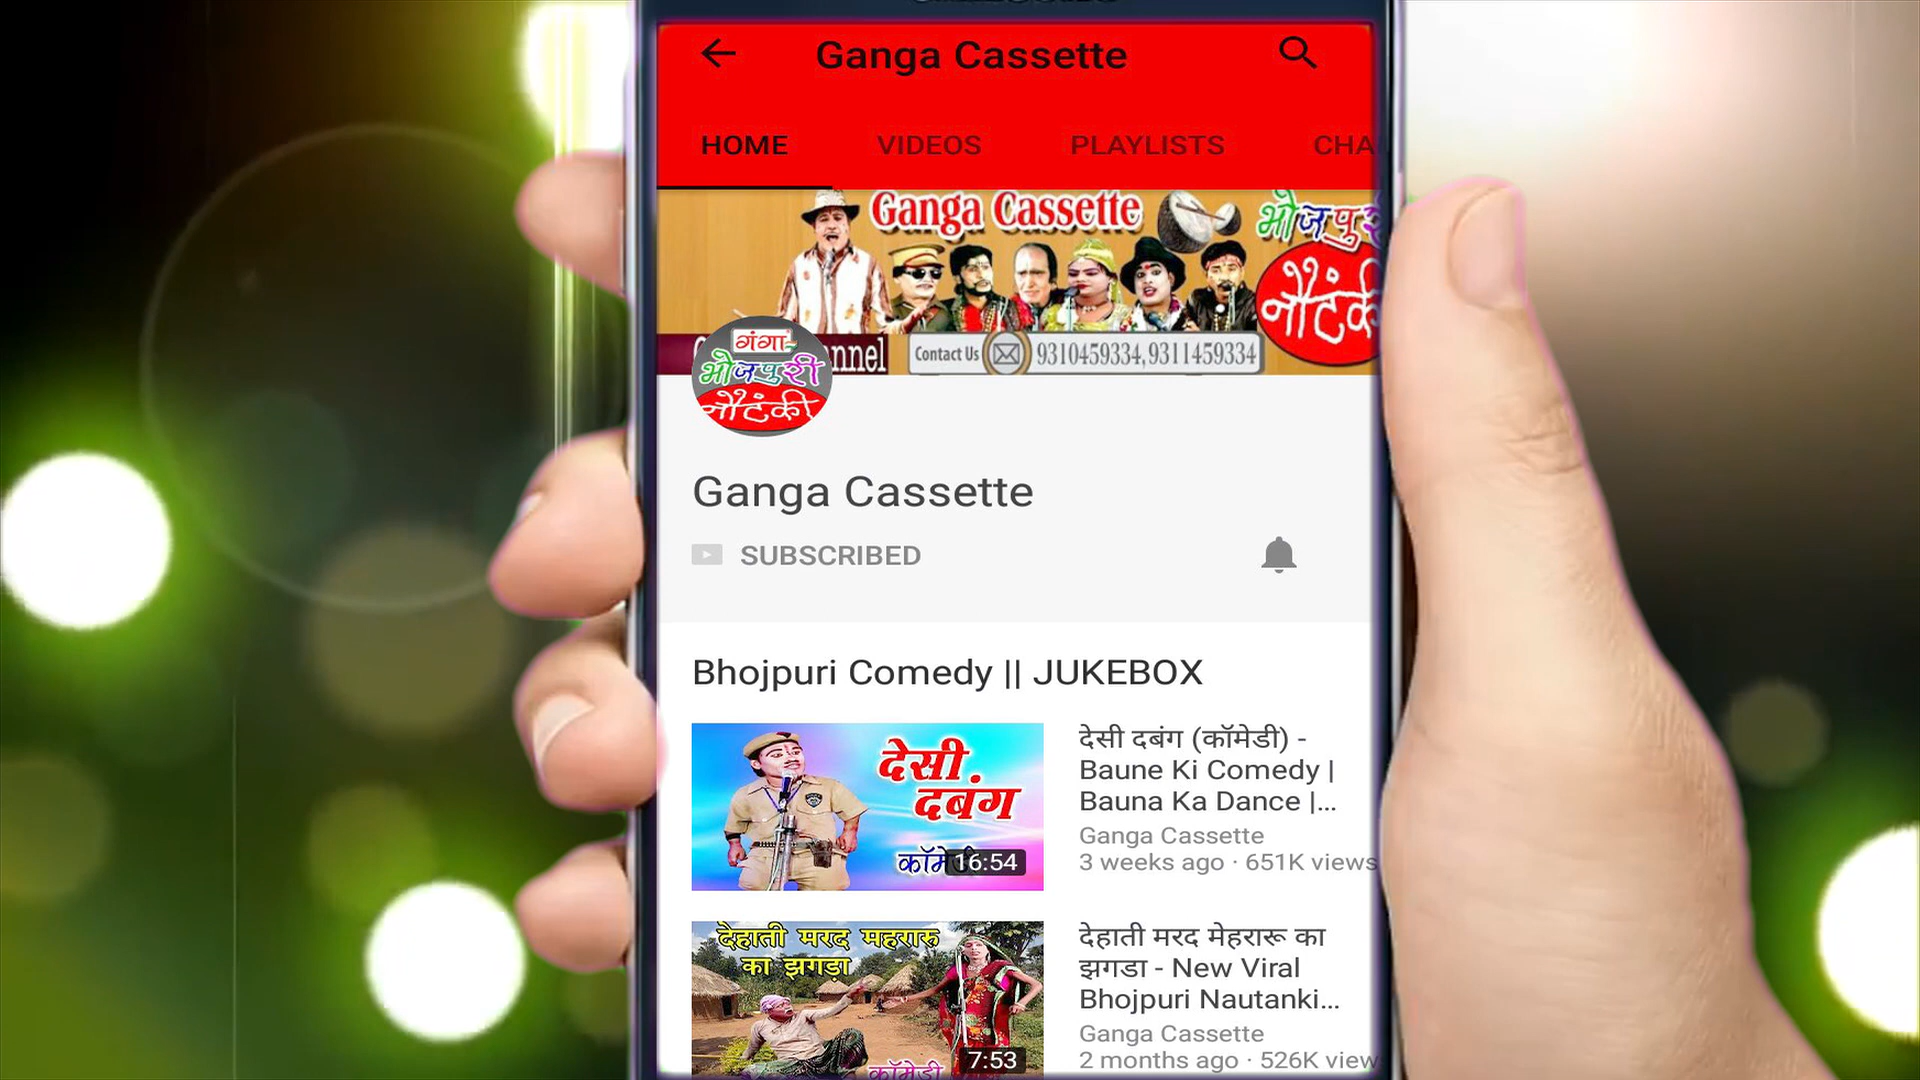 Ganga Cassette
HOME VIDEOS PLAYLISTS CHA
Ganga Cassette
भोजपुरी
नौटंकी
nnel
Contact Us 9310459334,9311459334
गंगा
भोजपुरी
नौटंकी
Ganga Cassette
SUBSCRIBED
Bhojpuri Comedy || JUKEBOX
देसी
दबंग
कॉमेडी
16:54
देसी दबंग (कॉमेडी) -
Baune Ki Comedy |
Bauna Ka Dance |...
Ganga Cassette
3 weeks ago · 651K views
देहाती मरद महरारु
का झगड़ा
कॉमेडी
7:53
देहाती मरद मेहरारू का
झगडा - New Viral
Bhojpuri Nautanki...
Ganga Cassette
2 months ago · 526K view